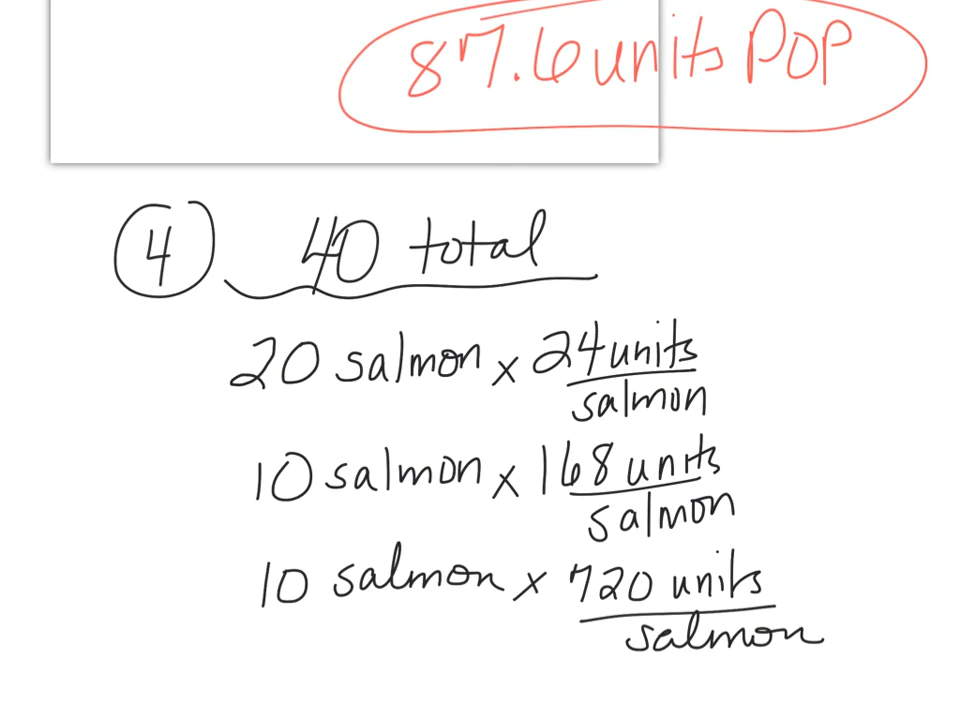 87.6 units POP
④ 40 total
20 salmon x 24 units
salmon
10 salmon x 168 units
salmon
10 salmon x 720 units
salmon